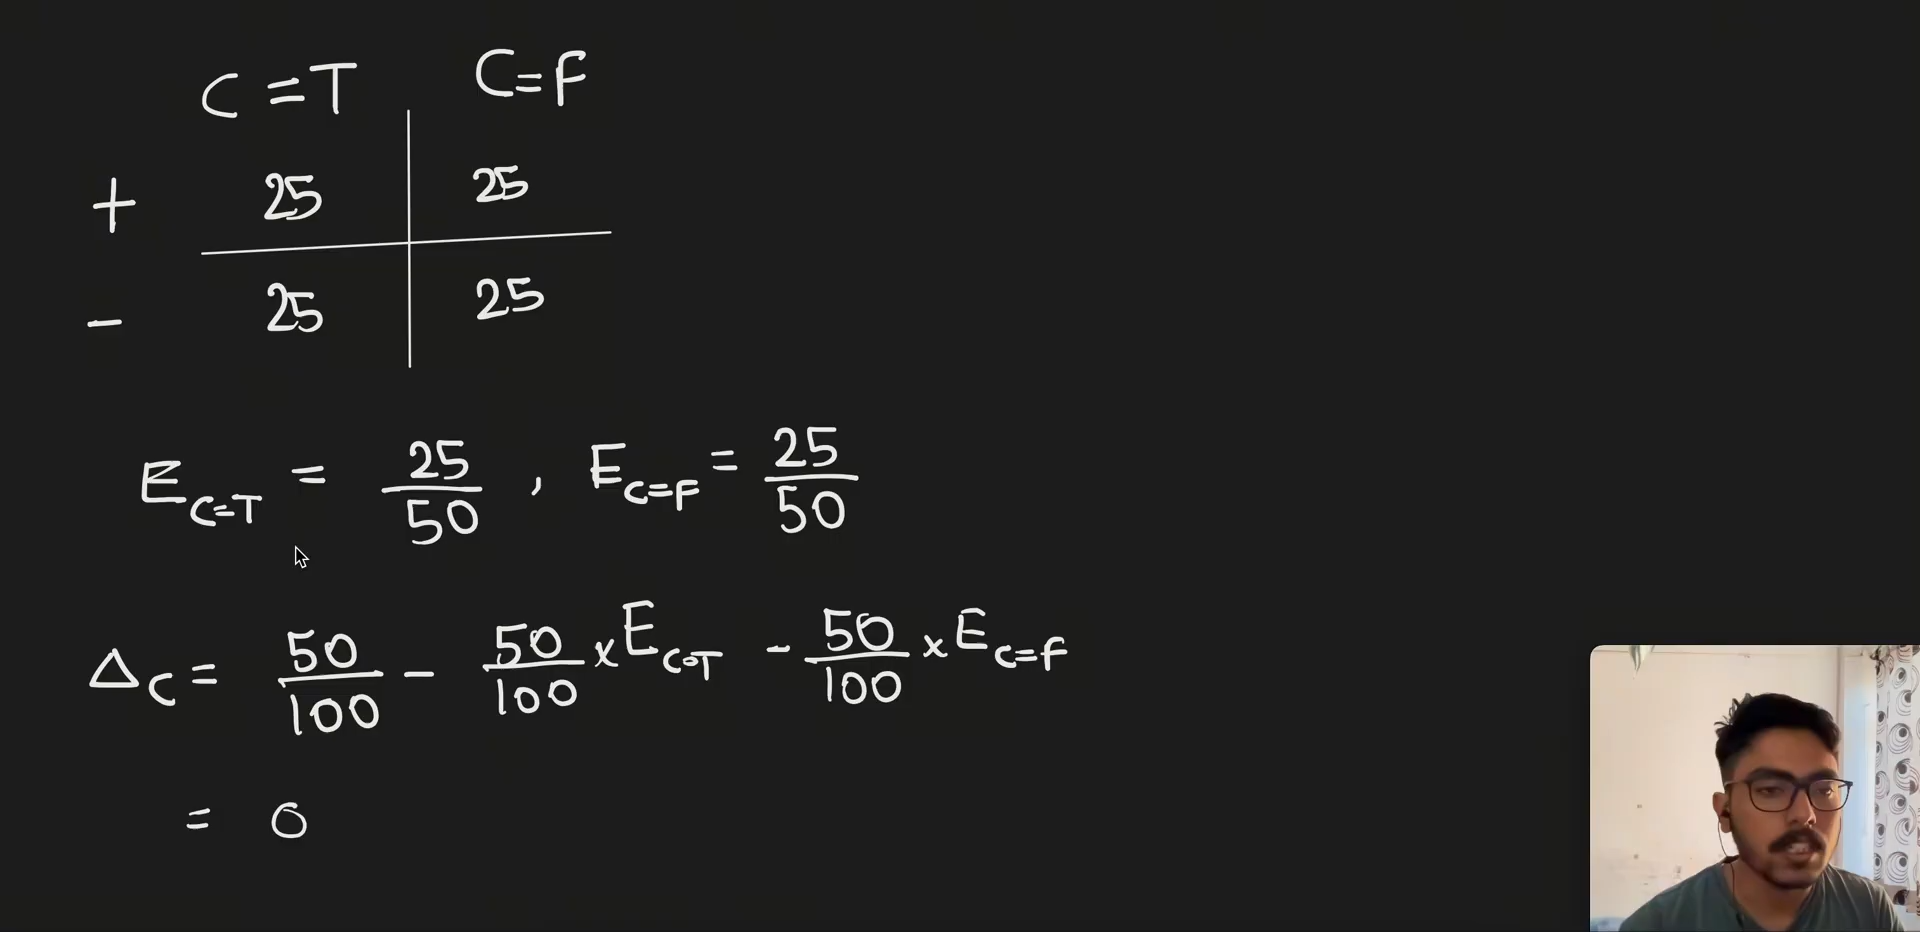 C = T C = F
+ 25 25
- 25 25
E_{C=T} = 25/50 , E_{C=F} = 25/50
Δ_C = 50/100 - 50/100 × E_{C=T} - 50/100 × E_{C=F}
= 0